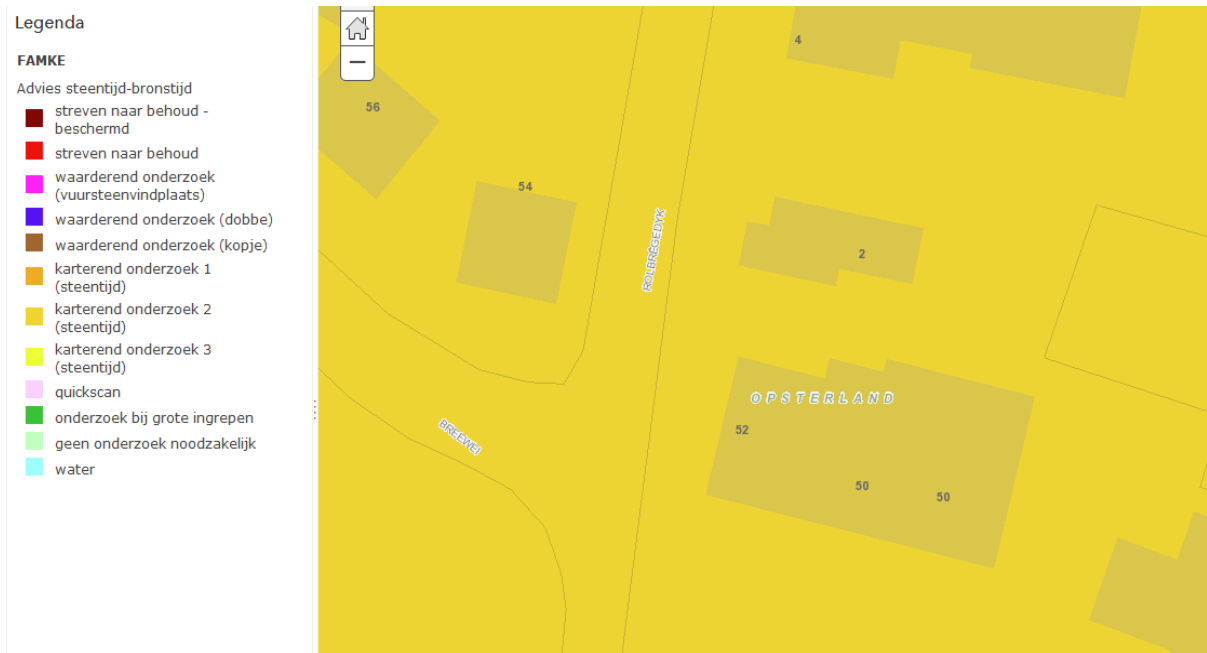 Legenda
FAMKE
Advies steentijd-bronstijd
streven naar behoud -
beschermd
streven naar behoud
waarderend onderzoek
(vuursteenvindplaats)
waarderend onderzoek (dobbe)
waarderend onderzoek (kopje)
karterend onderzoek 1
(steentijd)
karterend onderzoek 2
(steentijd)
karterend onderzoek 3
(steentijd)
quickscan
onderzoek bij grote ingrepen
geen onderzoek noodzakelijk
water
4
56
54
ROLBRÊGEDYK
2
OPSTERLAND
52
BREEWEI
50
50